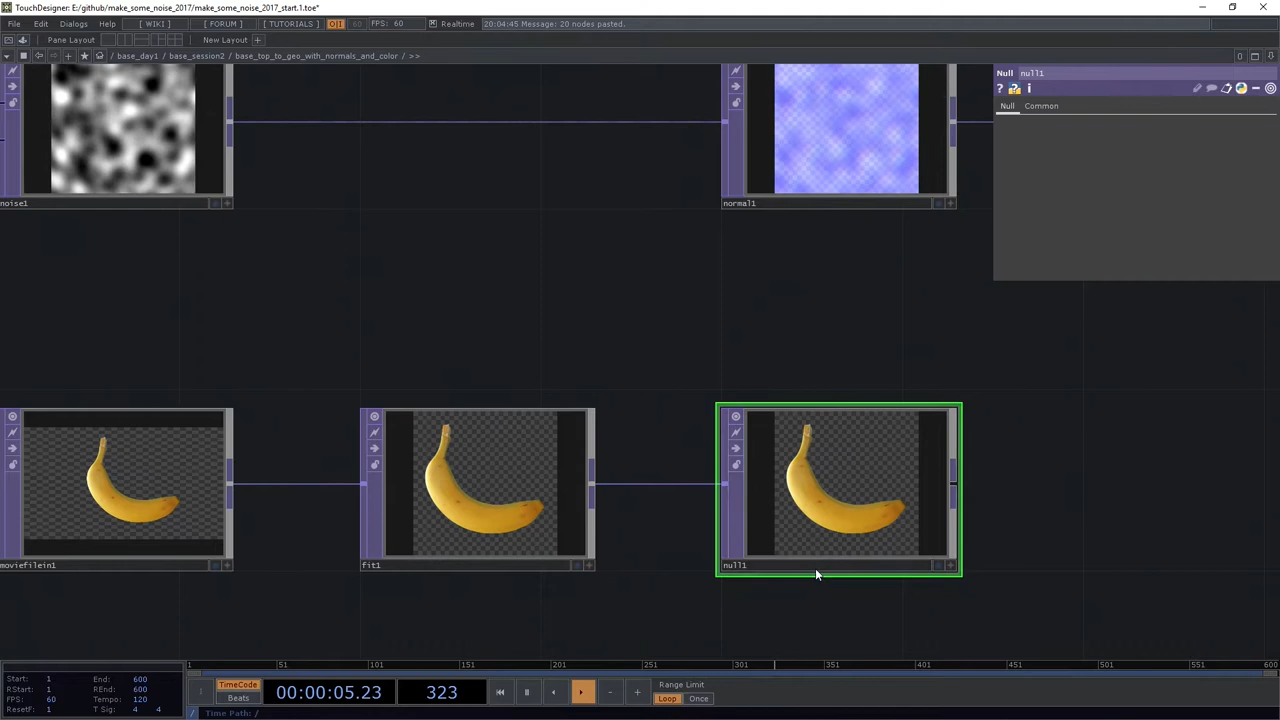 TouchDesigner: E:/github/make_some_noise_2017/make_some_noise_2017_start.1.toe*
File Edit Dialogs Help [ WIKI ] [ FORUM ] [ TUTORIALS ] O|I 60 FPS: 60 Realtime 20:04:45 Message: 20 nodes pasted.
Pane Layout New Layout +
/ base_day1 / base_session2 / base_top_to_geo_with_normals_and_color / >> 0
Null null1
? ? i
Null Common
noise1 normal1
moviefilein1 fit1 null1
1 51 101 151 201 251 301 351 401 451 501 551 600
Start: 1 End: 600
RStart: 1 REnd: 600
FPS: 60 Tempo: 120
ResetF: 1 T Sig: 4 4
TimeCode
Beats
00:00:05.23 323
Range Limit
Loop Once
/ Time Path: /